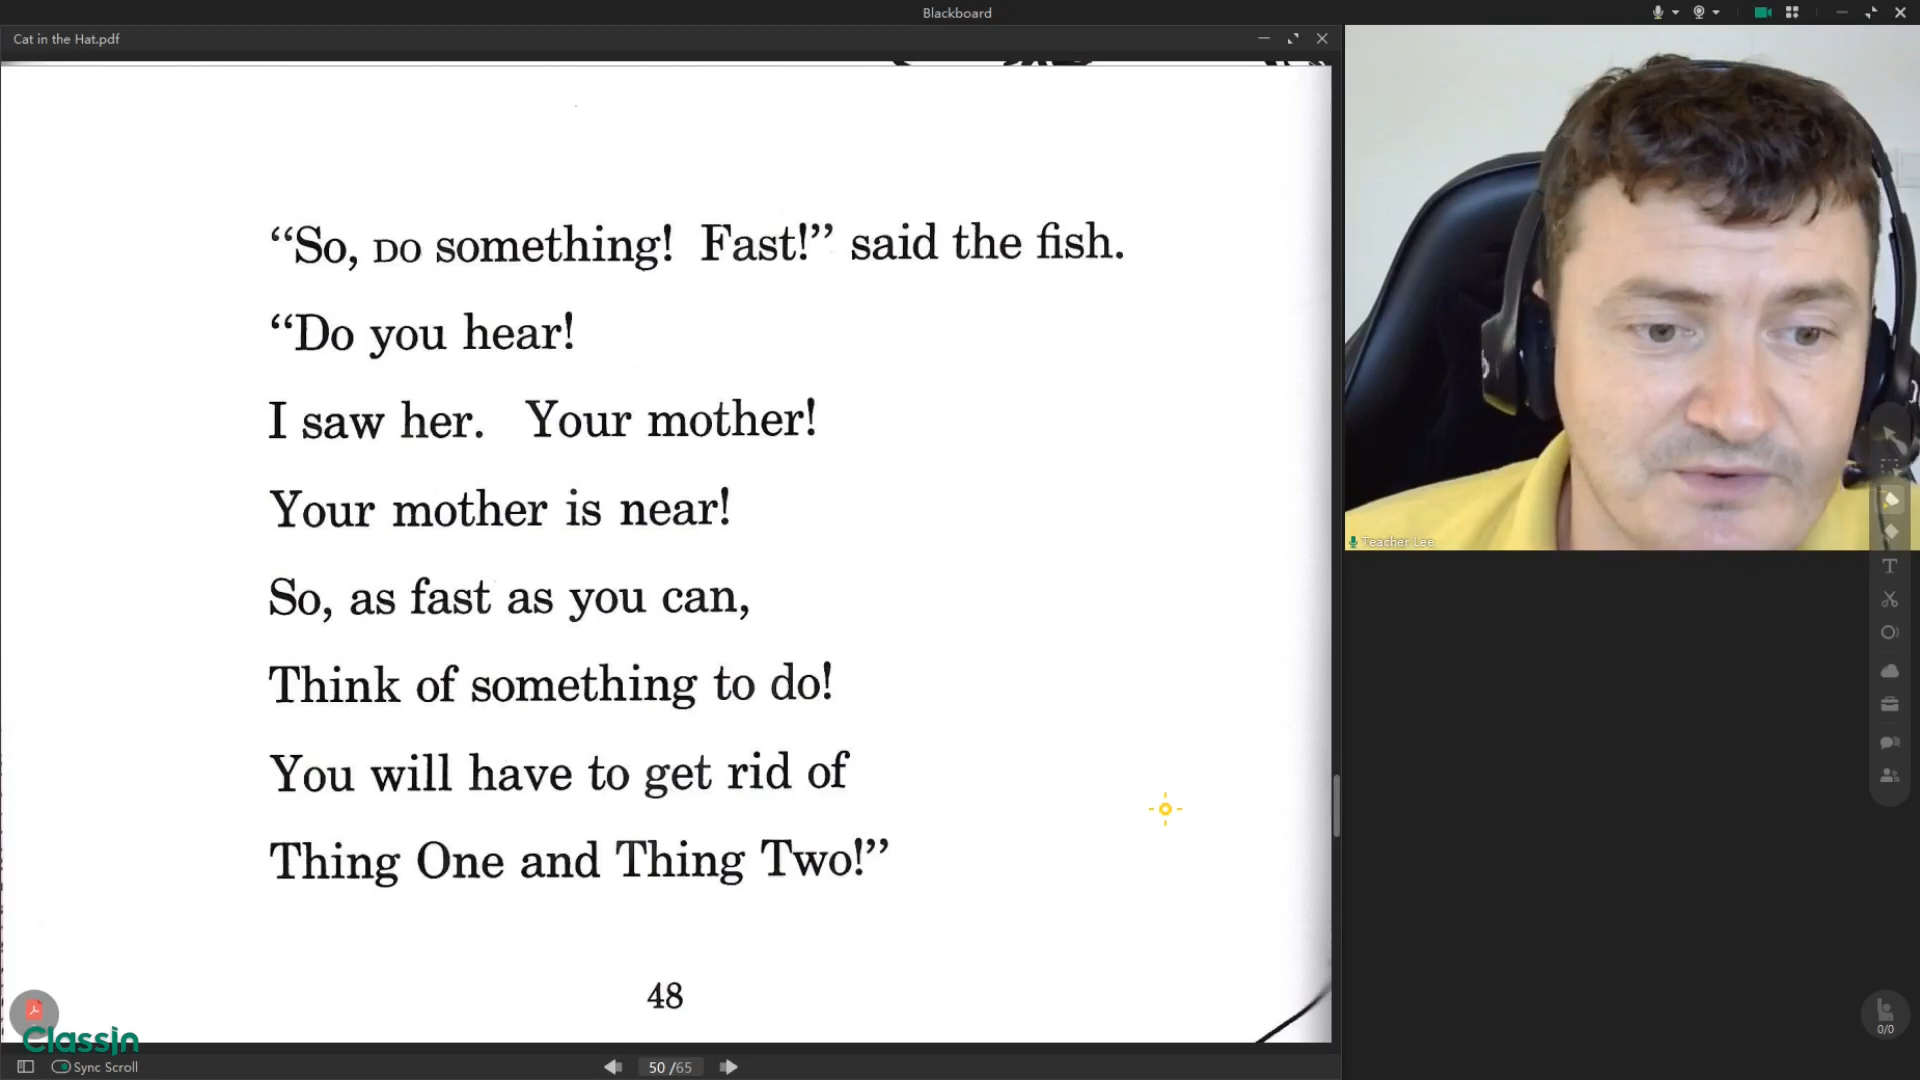 Blackboard
Cat in the Hat.pdf
“So, DO something! Fast!” said the fish.
“Do you hear!
I saw her. Your mother!
Your mother is near!
So, as fast as you can,
Think of something to do!
You will have to get rid of
Thing One and Thing Two!”
48
Teacher Lee
T
0/0
ClassIn
Sync Scroll
50 /65